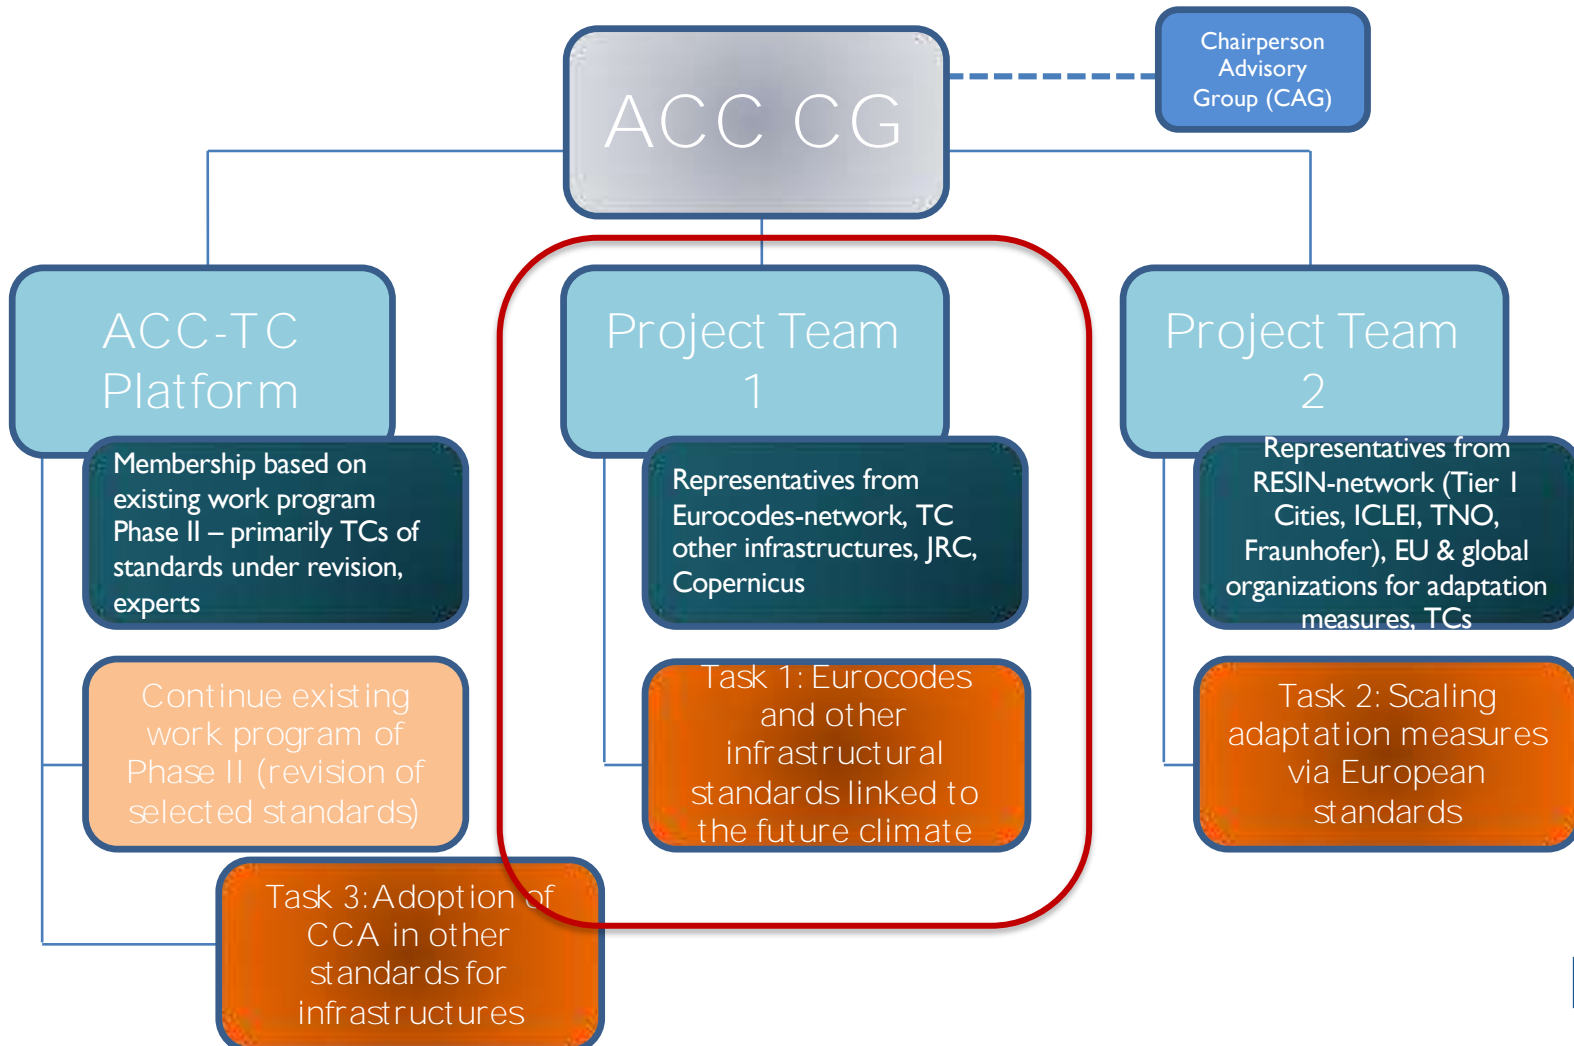 Chairperson
Advisory
Group (CAG)
ACC CG
ACC-TC
Platform
Project Team
1
Project Team
2
Membership based on
existing work program
Phase II – primarily TCs of
standards under revision,
experts
Representatives from
Eurocodes-network, TC
other infrastructures, JRC,
Copernicus
Representatives from
RESIN-network (Tier 1
Cities, ICLEI, TNO,
Fraunhofer), EU & global
organizations for adaptation
measures, TCs
Continue existing
work program of
Phase II (revision of
selected standards)
Task 1: Eurocodes
and other
infrastructural
standards linked to
the future climate
Task 2: Scaling
adaptation measures
via European
standards
Task 3: Adoption of
CCA in other
standards for
infrastructures